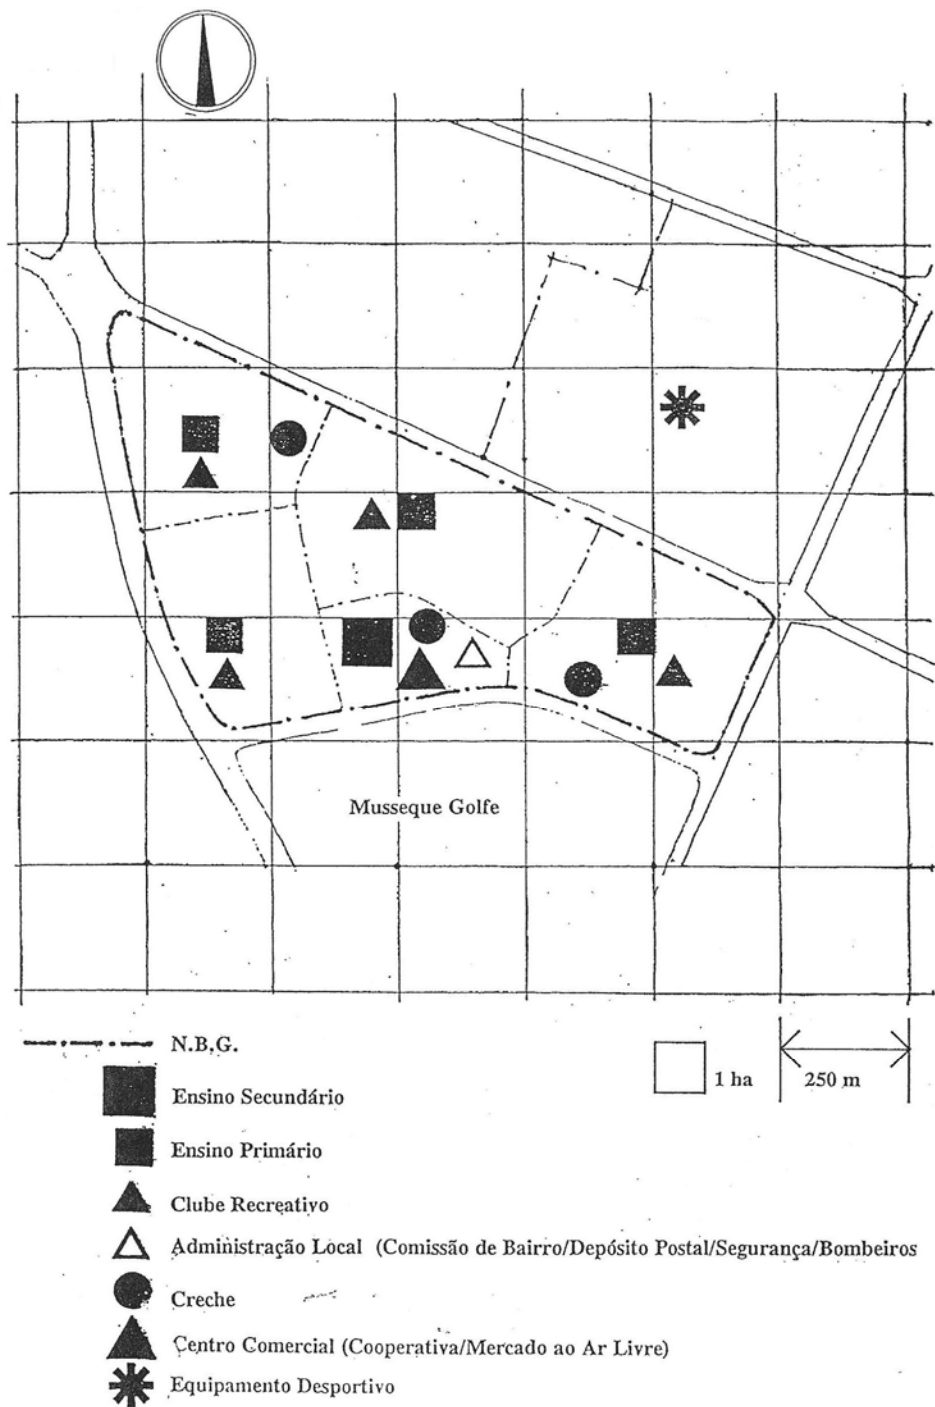 Musseque Golfe
N.B.G.
1 ha
250 m
Ensino Secundário
Ensino Primário
Clube Recreativo
Administração Local (Comissão de Bairro/Depósito Postal/Segurança/Bombeiros
Creche
Centro Comercial (Cooperativa/Mercado ao Ar Livre)
Equipamento Desportivo